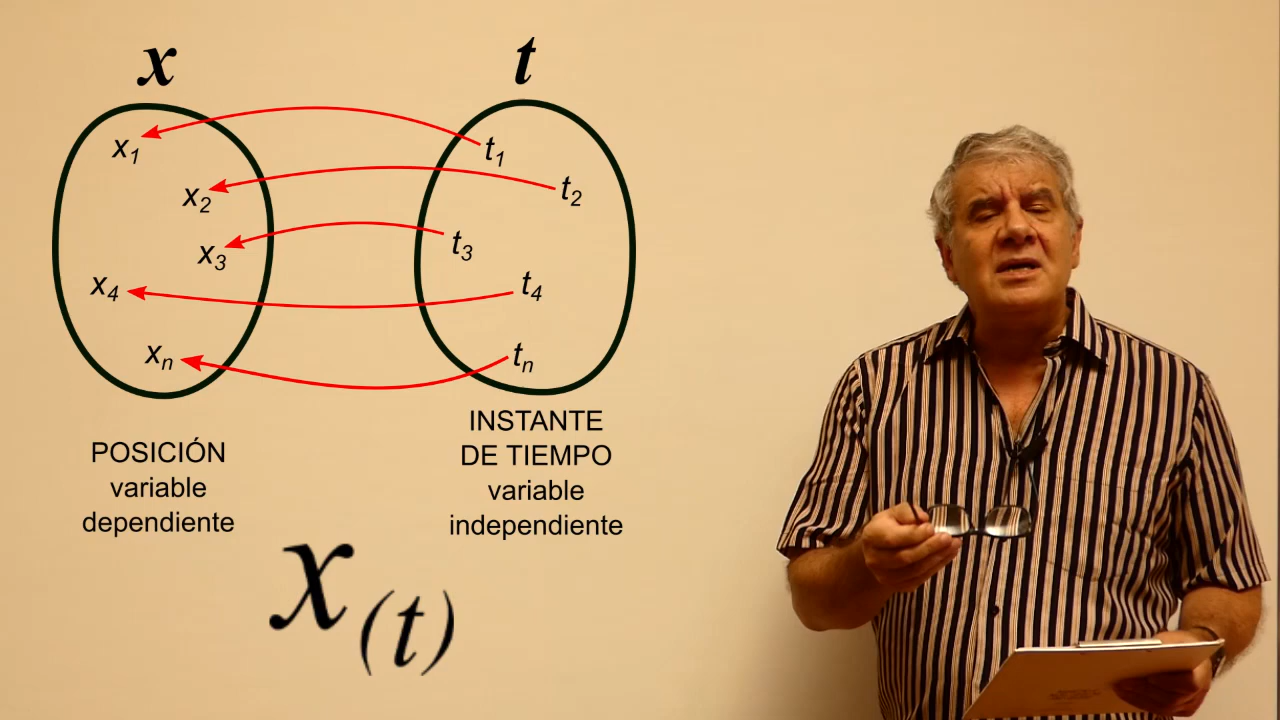 x
t
x1
t1
x2
t2
x3
t3
x4
t4
xn
tn
POSICIÓN
variable
dependiente
INSTANTE
DE TIEMPO
variable
independiente
x(t)